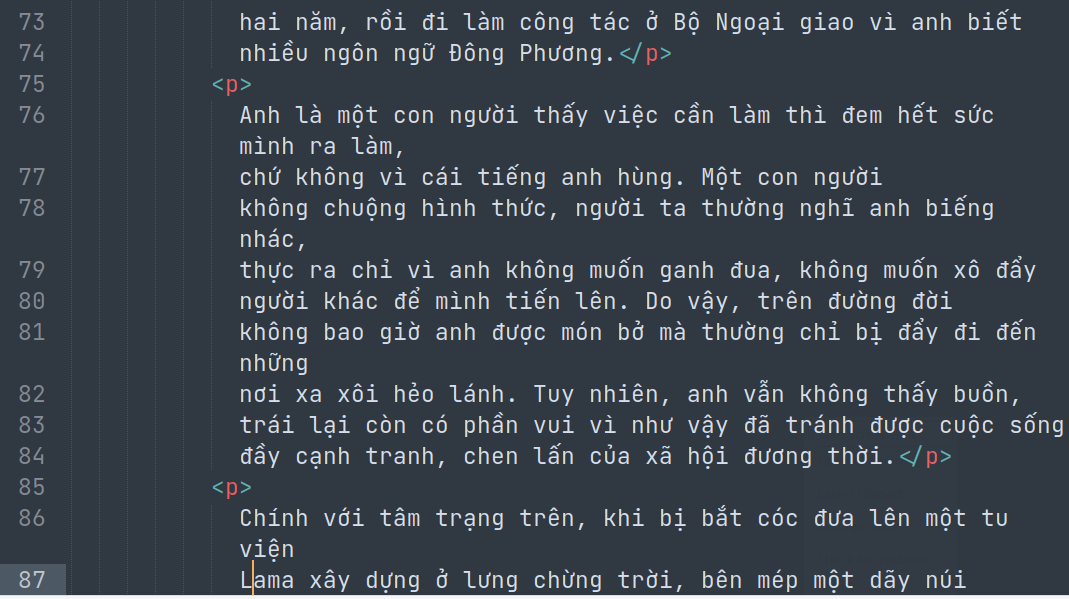 73 hai năm, rồi đi làm công tác ở Bộ Ngoại giao vì anh biết
74 nhiều ngôn ngữ Đông Phương.</p>
75 <p>
76 Anh là một con người thấy việc cần làm thì đem hết sức
mình ra làm,
77 chứ không vì cái tiếng anh hùng. Một con người
78 không chuộng hình thức, người ta thường nghĩ anh biếng
nhác,
79 thực ra chỉ vì anh không muốn ganh đua, không muốn xô đẩy
80 người khác để mình tiến lên. Do vậy, trên đường đời
81 không bao giờ anh được món bở mà thường chỉ bị đẩy đi đến
những
82 nơi xa xôi hẻo lánh. Tuy nhiên, anh vẫn không thấy buồn,
83 trái lại còn có phần vui vì như vậy đã tránh được cuộc sống
84 đầy cạnh tranh, chen lấn của xã hội đương thời.</p>
85 <p>
86 Chính với tâm trạng trên, khi bị bắt cóc đưa lên một tu
viện
87 Lama xây dựng ở lưng chừng trời, bên mép một dãy núi